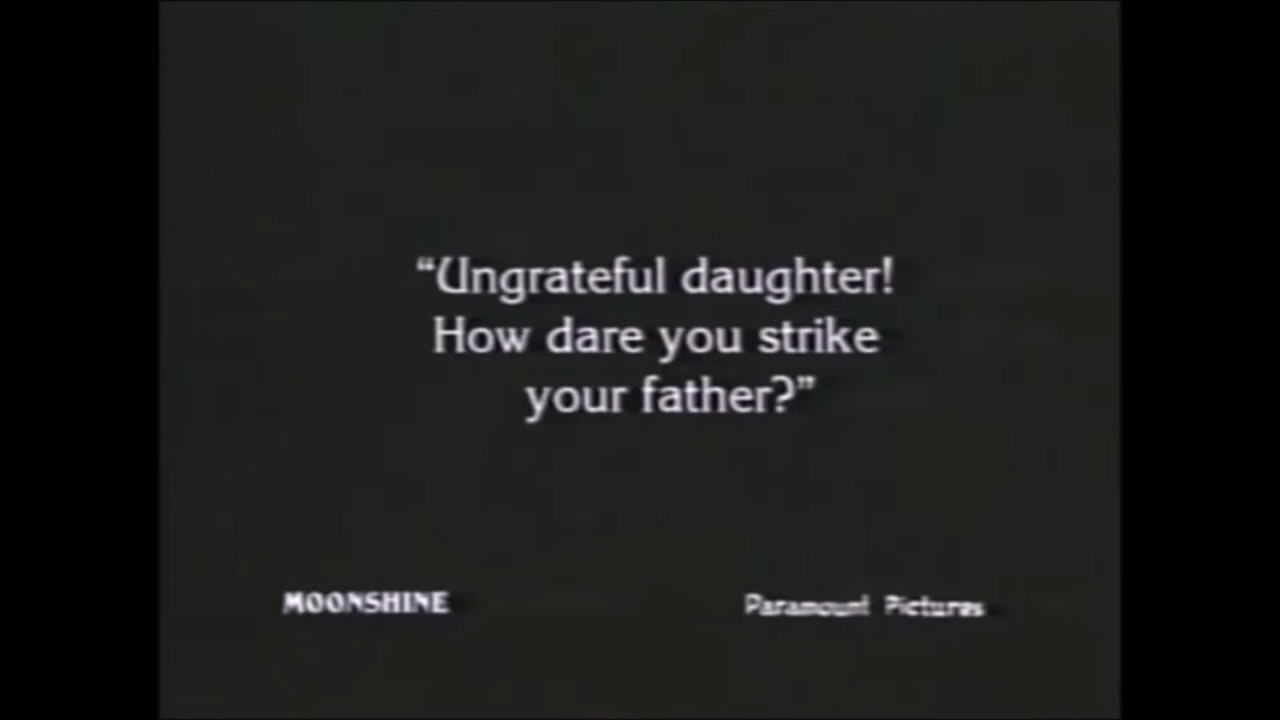 “Ungrateful daughter!
How dare you strike
your father?”
MOONSHINE
Paramount Pictures